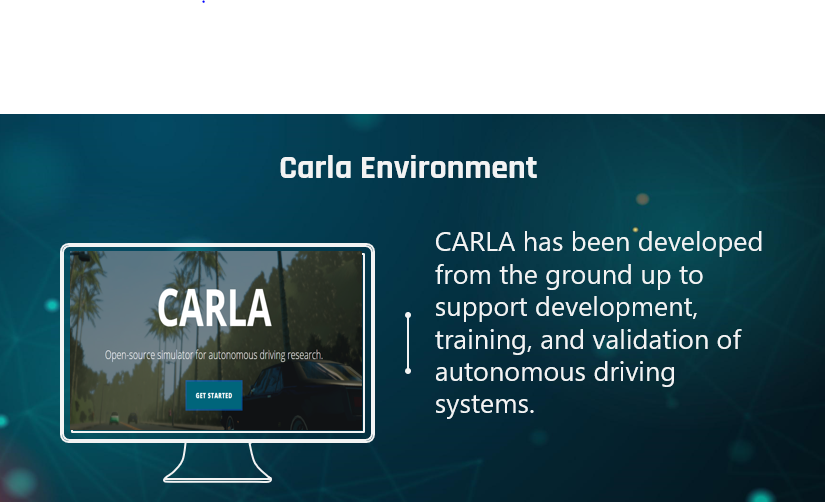 Carla Environment
CARLA
Open-source simulator for autonomous driving research.
GET STARTED
CARLA has been developed
from the ground up to
support development,
training, and validation of
autonomous driving
systems.